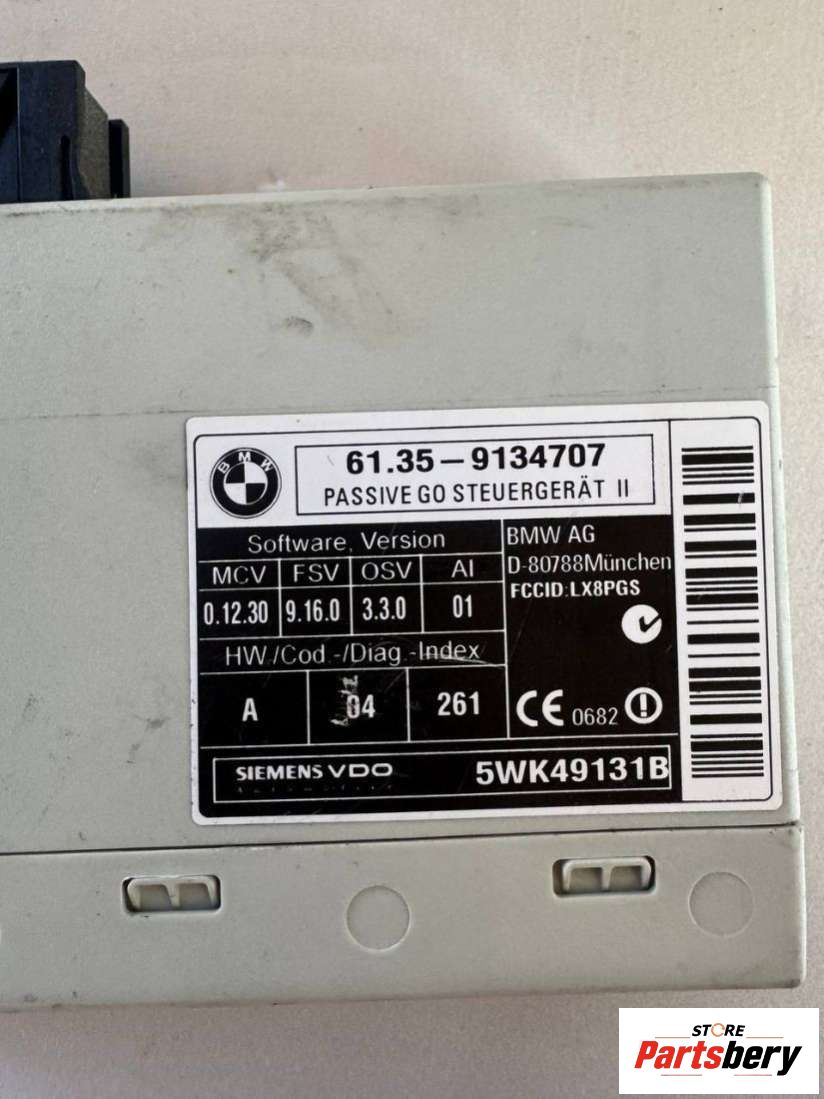 BMW
61.35-9134707
PASSIVE GO STEUERGERÄT II
Software, Version
MCV FSV OSV AI
0.12.30 9.16.0 3.3.0 01
HW./Cod.-/Diag.-Index
A 04 261
BMW AG
D-80788München
FCCID:LX8PGS
CE 0682
SIEMENS VDO
Automotive
5WK49131B
STORE
Partsbery